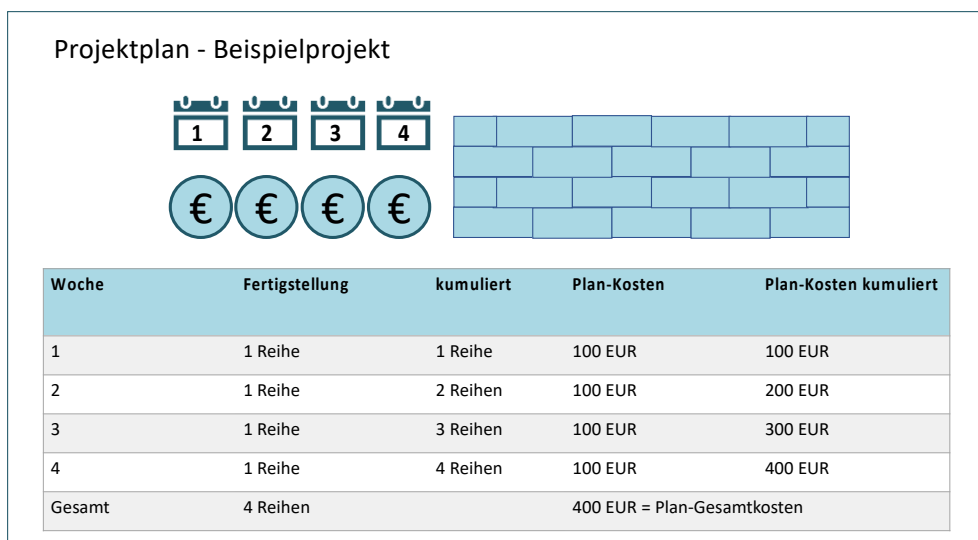 Projektplan - Beispielprojekt
1 2 3 4
€ € € €
Woche Fertigstellung kumuliert Plan-Kosten Plan-Kosten kumuliert
1 1 Reihe 1 Reihe 100 EUR 100 EUR
2 1 Reihe 2 Reihen 100 EUR 200 EUR
3 1 Reihe 3 Reihen 100 EUR 300 EUR
4 1 Reihe 4 Reihen 100 EUR 400 EUR
Gesamt 4 Reihen 400 EUR = Plan-Gesamtkosten